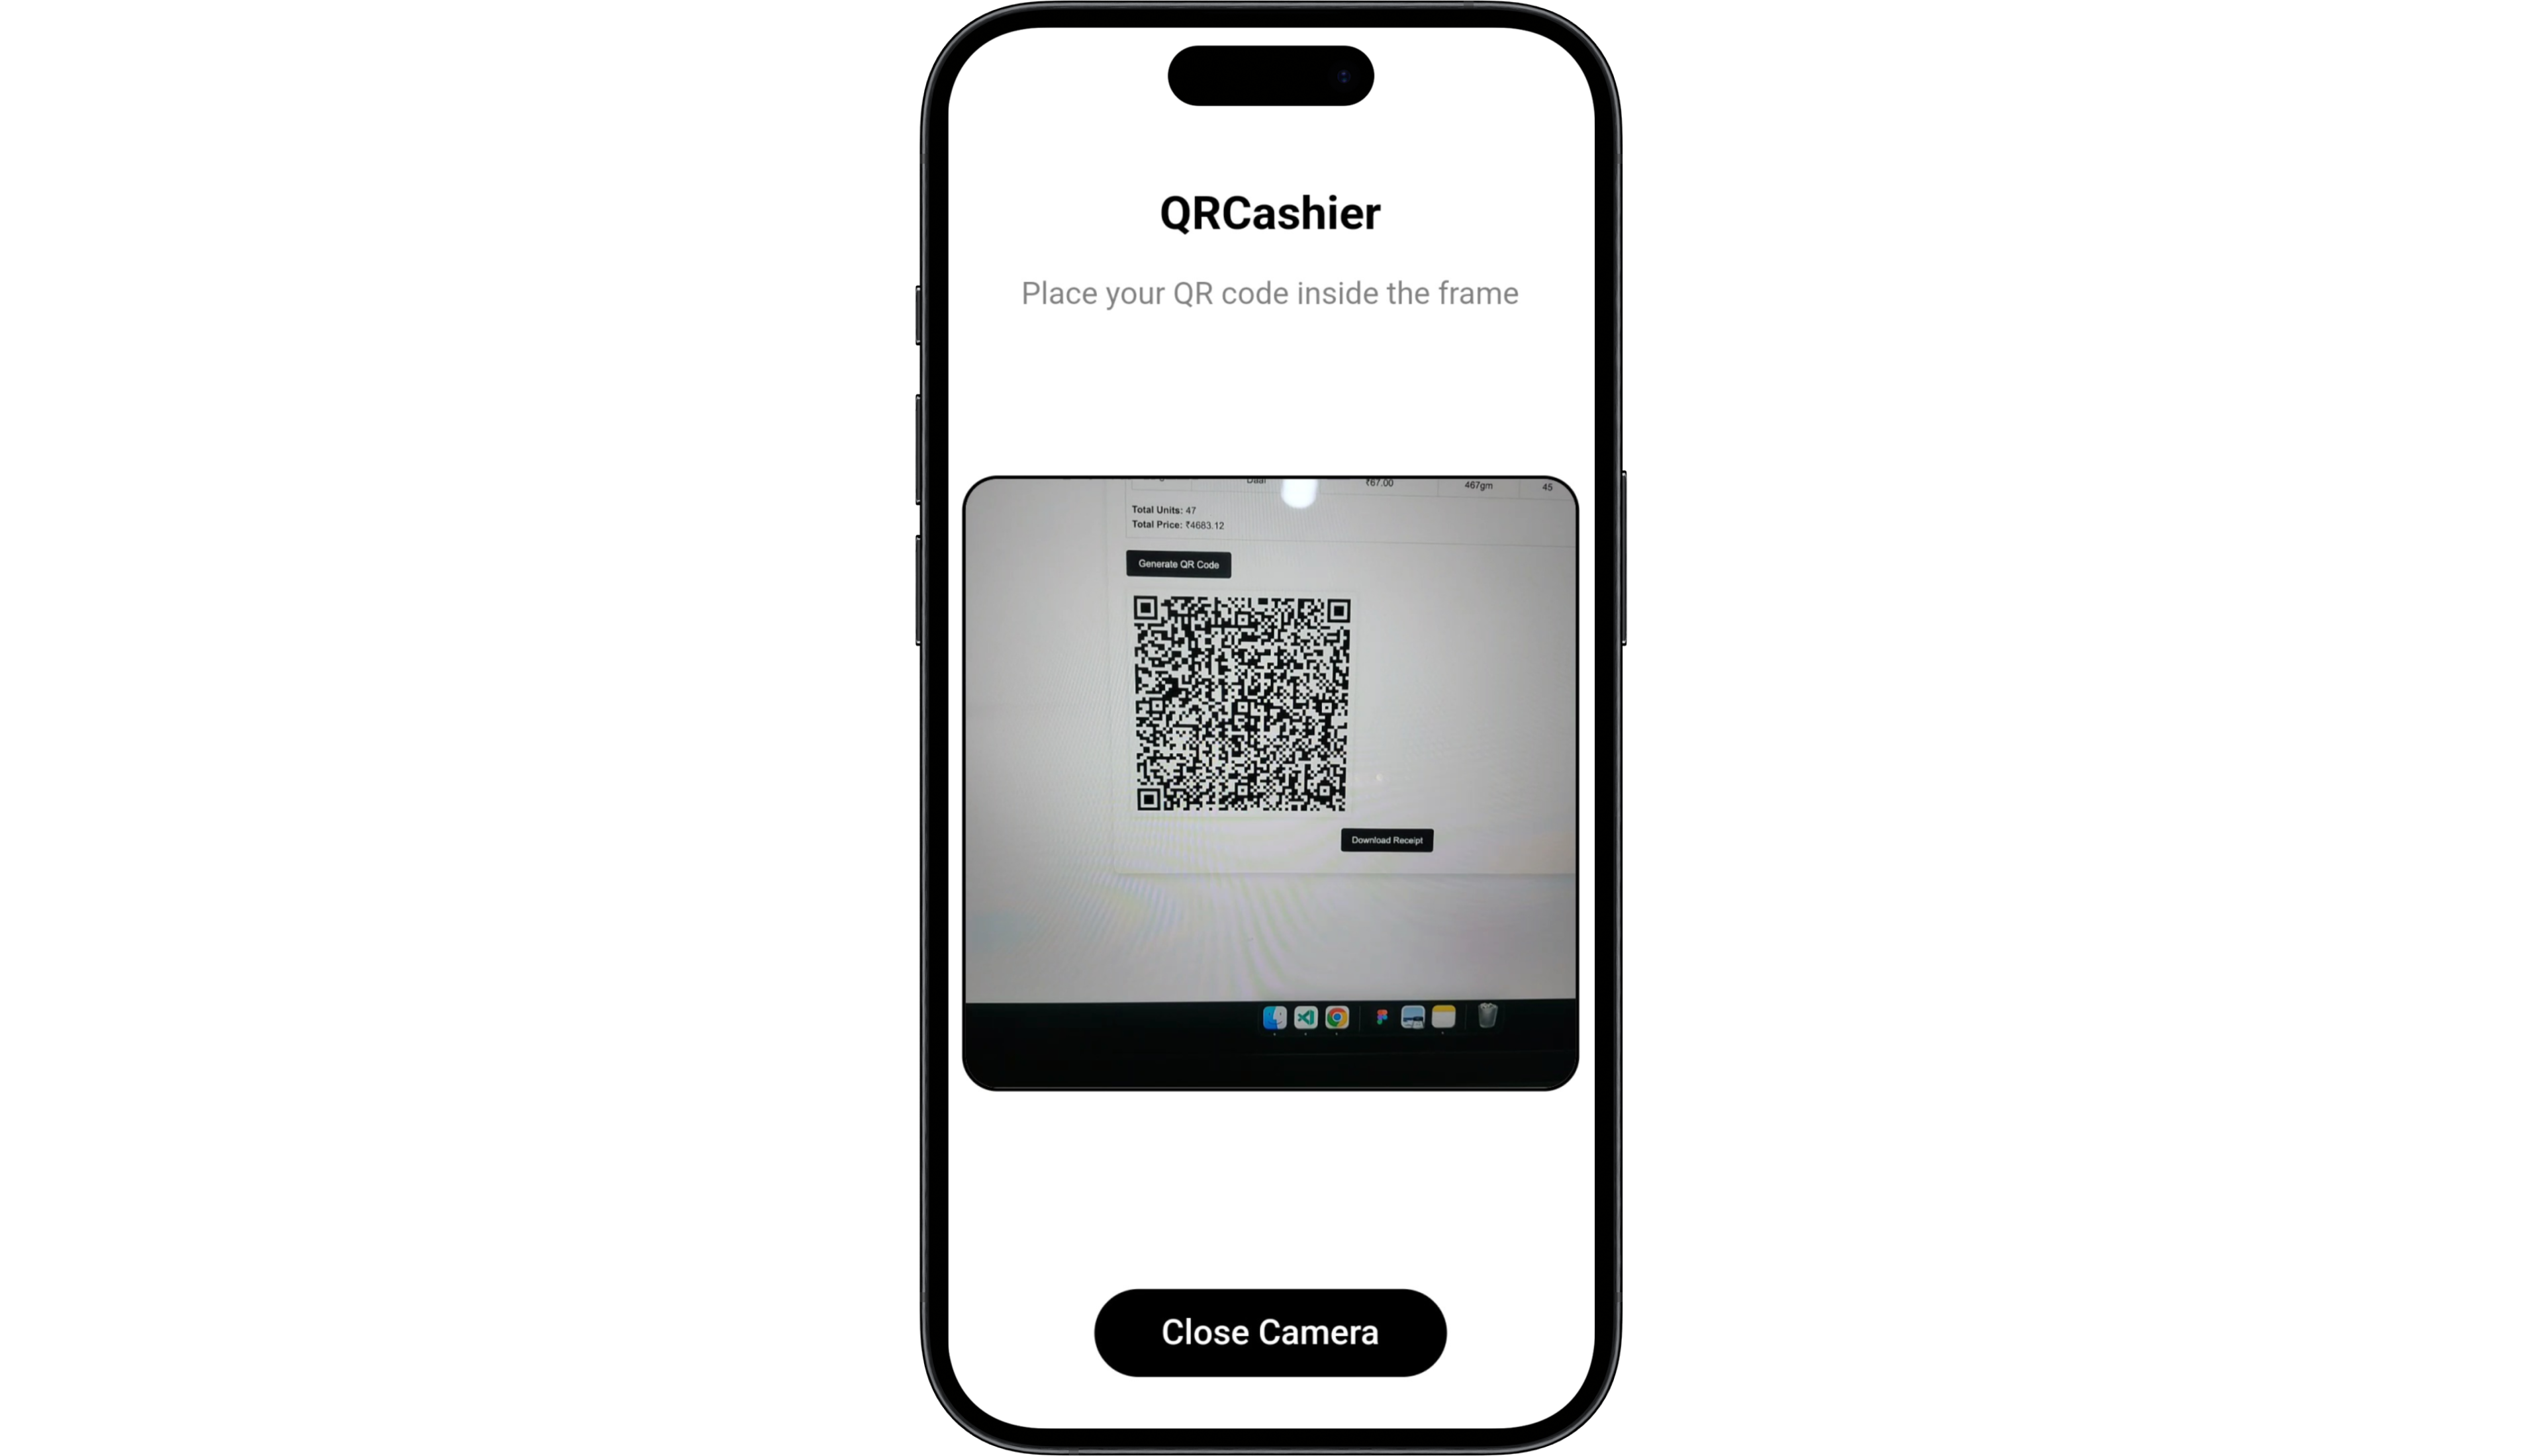 QRCashier
Place your QR code inside the frame
Daal ₹67.00 467gm 45
Total Units: 47
Total Price: ₹4683.12
Generate QR Code
Download Receipt
Close Camera